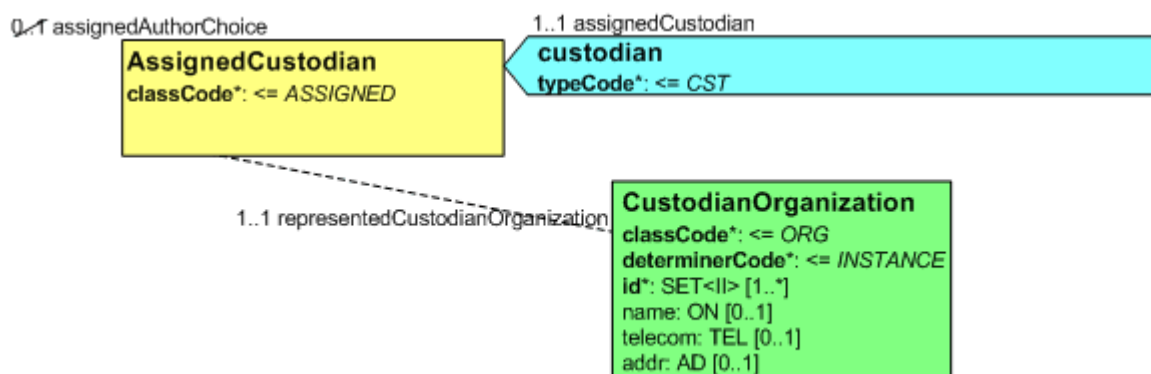 0..1 assignedAuthorChoice
1..1 assignedCustodian
AssignedCustodian
classCode*: <= ASSIGNED
custodian
typeCode*: <= CST
1..1 representedCustodianOrganization
CustodianOrganization
classCode*: <= ORG
determinerCode*: <= INSTANCE
id*: SET<II> [1..*]
name: ON [0..1]
telecom: TEL [0..1]
addr: AD [0..1]